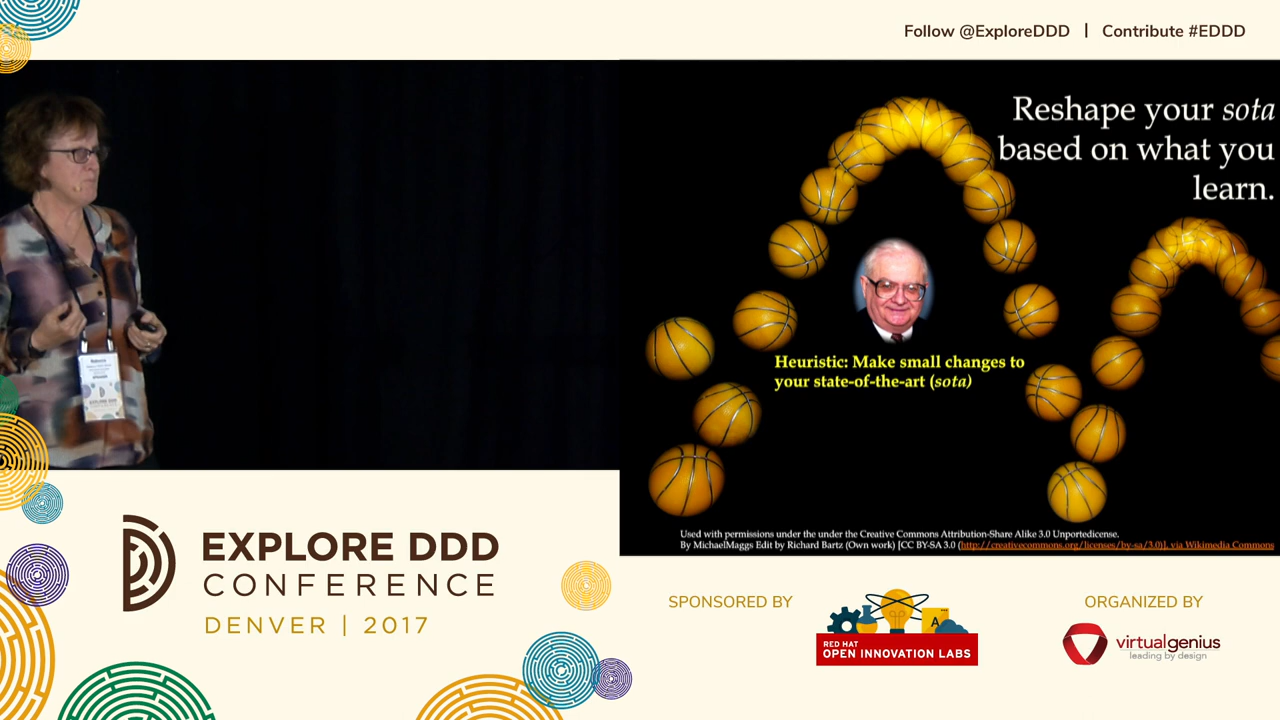 Follow @ExploreDDD | Contribute #EDDD
Reshape your sota
based on what you
learn.
Heuristic: Make small changes to
your state-of-the-art (sota)
Used with permissions under the under the Creative Commons Attribution-Share Alike 3.0 Unportedicense.
By MichaelMaggs Edit by Richard Bartz (Own work) [CC BY-SA 3.0 (http://creativecommons.org/licenses/by-sa/3.0)], via Wikimedia Commons
EXPLORE DDD
CONFERENCE
DENVER | 2017
SPONSORED BY
A
RED HAT
OPEN INNOVATION LABS
ORGANIZED BY
virtualgenius
leading by design